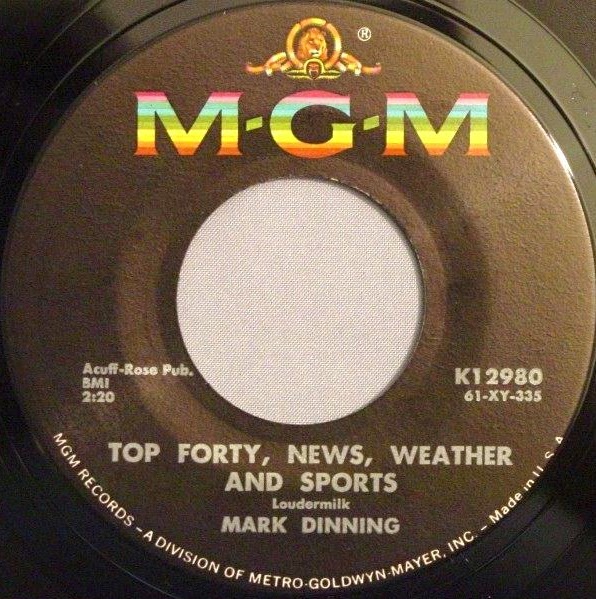 ®
M-G-M
Acuff-Rose Pub.
BMI
2:20
K12980
61-XY-335
TOP FORTY, NEWS, WEATHER
AND SPORTS
Loudermilk
MARK DINNING
MGM RECORDS – A DIVISION OF METRO-GOLDWYN-MAYER, INC. – Made in U. S. A